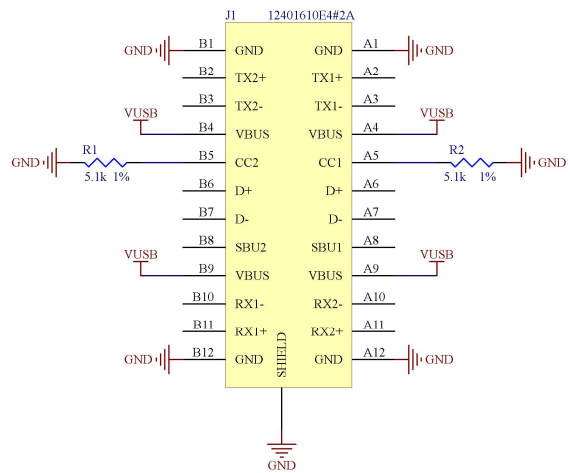 J1 12401610E4#2A
GND B1 GND GND A1 GND
B2 TX2+ TX1+ A2
B3 TX2- TX1- A3
VUSB B4 VBUS VBUS A4 VUSB
GND R1 5.1k 1% B5 CC2 CC1 A5 R2 5.1k 1% GND
B6 D+ D+ A6
B7 D- D- A7
B8 SBU2 SBU1 A8
VUSB B9 VBUS VBUS A9 VUSB
B10 RX1- RX2- A10
B11 RX1+ RX2+ A11
GND B12 GND GND A12 GND
SHIELD
GND